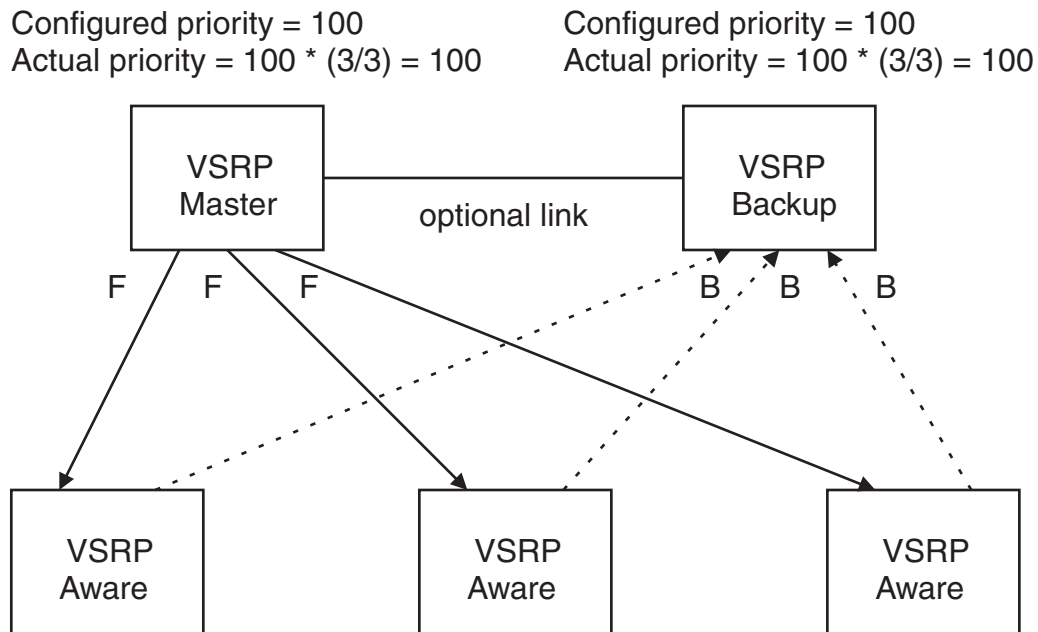 Configured priority = 100
Actual priority = 100 * (3/3) = 100
Configured priority = 100
Actual priority = 100 * (3/3) = 100
VSRP
Master
optional link
VSRP
Backup
F
F
F
B
B
B
VSRP
Aware
VSRP
Aware
VSRP
Aware